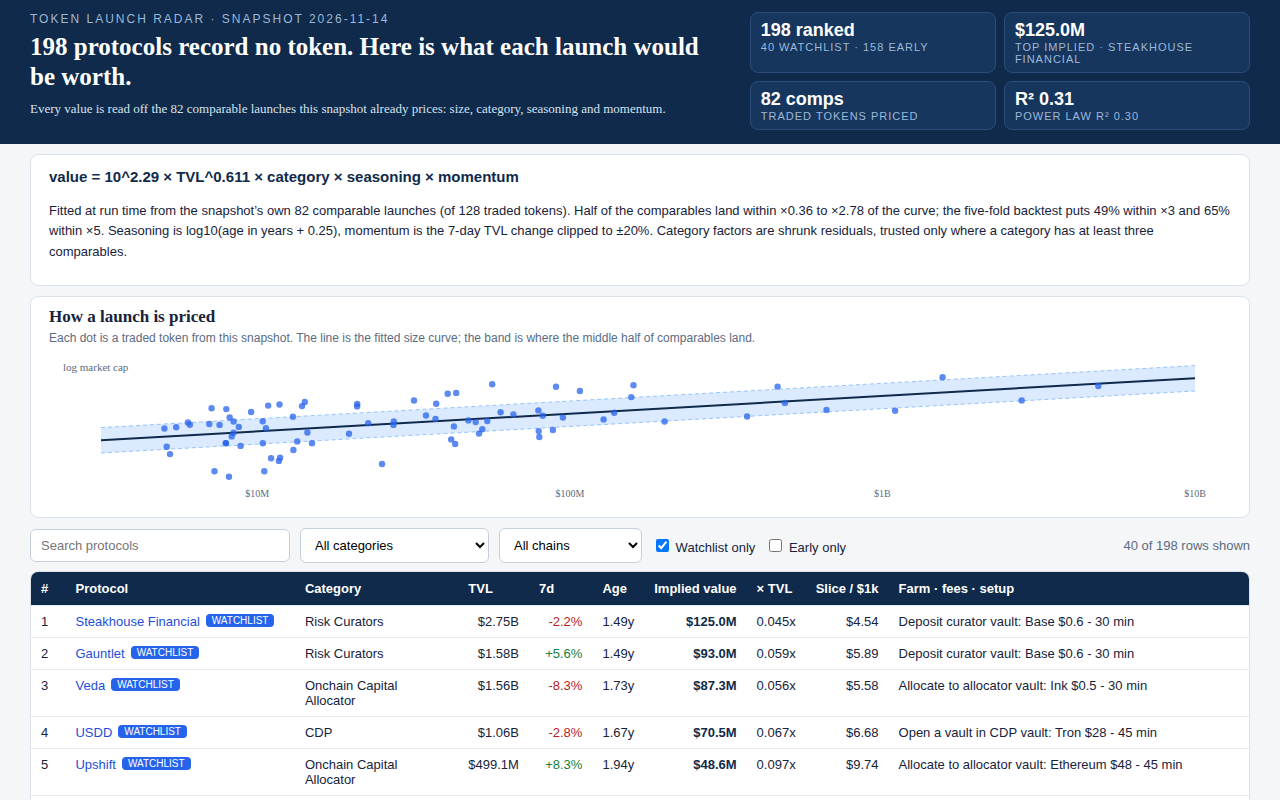 TOKEN LAUNCH RADAR · SNAPSHOT 2026-11-14
198 protocols record no token. Here is what each launch would
be worth.
Every value is read off the 82 comparable launches this snapshot already prices: size, category, seasoning and momentum.
198 ranked
40 WATCHLIST · 158 EARLY
$125.0M
TOP IMPLIED · STEAKHOUSE
FINANCIAL
82 comps
TRADED TOKENS PRICED
R² 0.31
POWER LAW R² 0.30
value = 10^2.29 × TVL^0.611 × category × seasoning × momentum
Fitted at run time from the snapshot's own 82 comparable launches (of 128 traded tokens). Half of the comparables land within ×0.36 to ×2.78 of the curve; the five-fold backtest puts 49% within ×3 and 65%
within ×5. Seasoning is log10(age in years + 0.25), momentum is the 7-day TVL change clipped to ±20%. Category factors are shrunk residuals, trusted only where a category has at least three
comparables.
How a launch is priced
Each dot is a traded token from this snapshot. The line is the fitted size curve; the band is where the middle half of comparables land.
log market cap
$10M $100M $1B $10B
Search protocols All categories All chains Watchlist only Early only 40 of 198 rows shown
# Protocol Category TVL 7d Age Implied value × TVL Slice / $1k Farm · fees · setup
1 Steakhouse Financial WATCHLIST Risk Curators $2.75B -2.2% 1.49y $125.0M 0.045x $4.54 Deposit curator vault: Base $0.6 - 30 min
2 Gauntlet WATCHLIST Risk Curators $1.58B +5.6% 1.49y $93.0M 0.059x $5.89 Deposit curator vault: Base $0.6 - 30 min
3 Veda WATCHLIST Onchain Capital Allocator $1.56B -8.3% 1.73y $87.3M 0.056x $5.58 Allocate to allocator vault: Ink $0.5 - 30 min
4 USDD WATCHLIST CDP $1.06B -2.8% 1.67y $70.5M 0.067x $6.68 Open a vault in CDP vault: Tron $28 - 45 min
5 Upshift WATCHLIST Onchain Capital Allocator $499.1M +8.3% 1.94y $48.6M 0.097x $9.74 Allocate to allocator vault: Ethereum $48 - 45 min